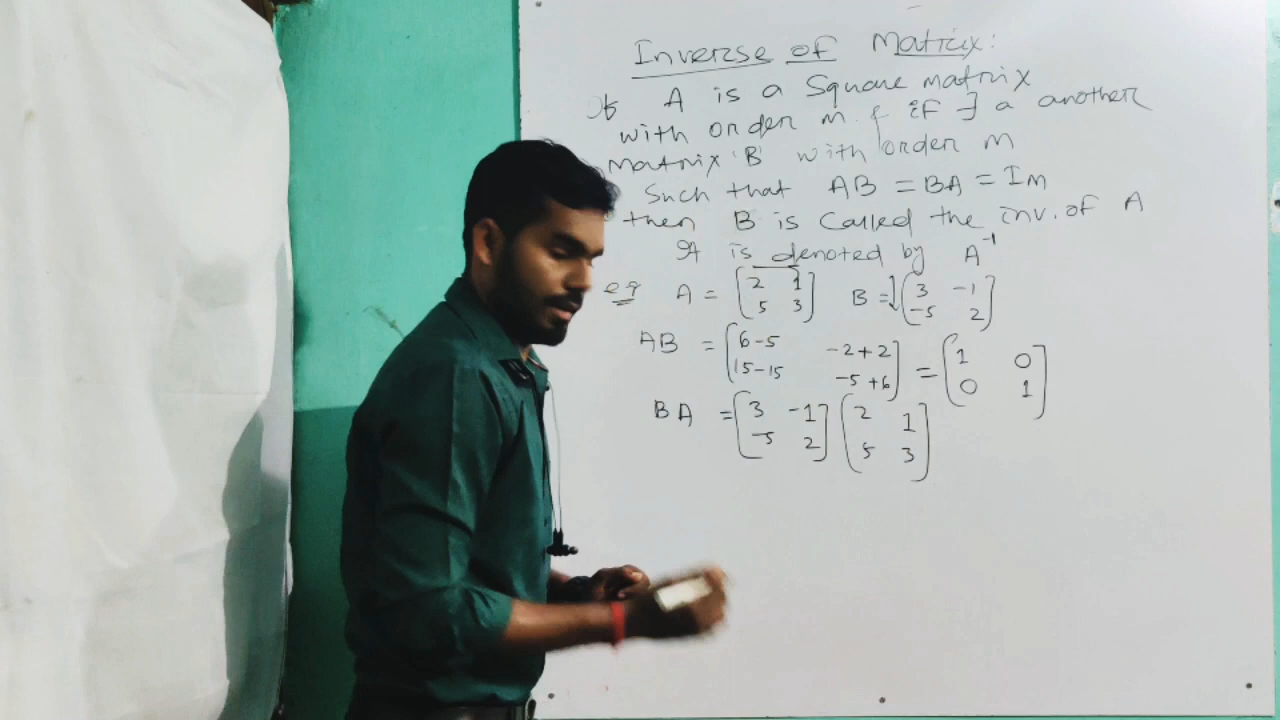 Inverse of Matrix:
If A is a Square matrix
with order m & if ∃ a another
matrix 'B' with order m
Such that AB = BA = Im
then B is called the inv. of A
It is denoted by A⁻¹
eg A = [2 1; 5 3] B = [3 -1; -5 2]
AB = [6-5 -2+2; 15-15 -5+6] = [1 0; 0 1]
BA = [3 -1; -5 2] [2 1; 5 3]